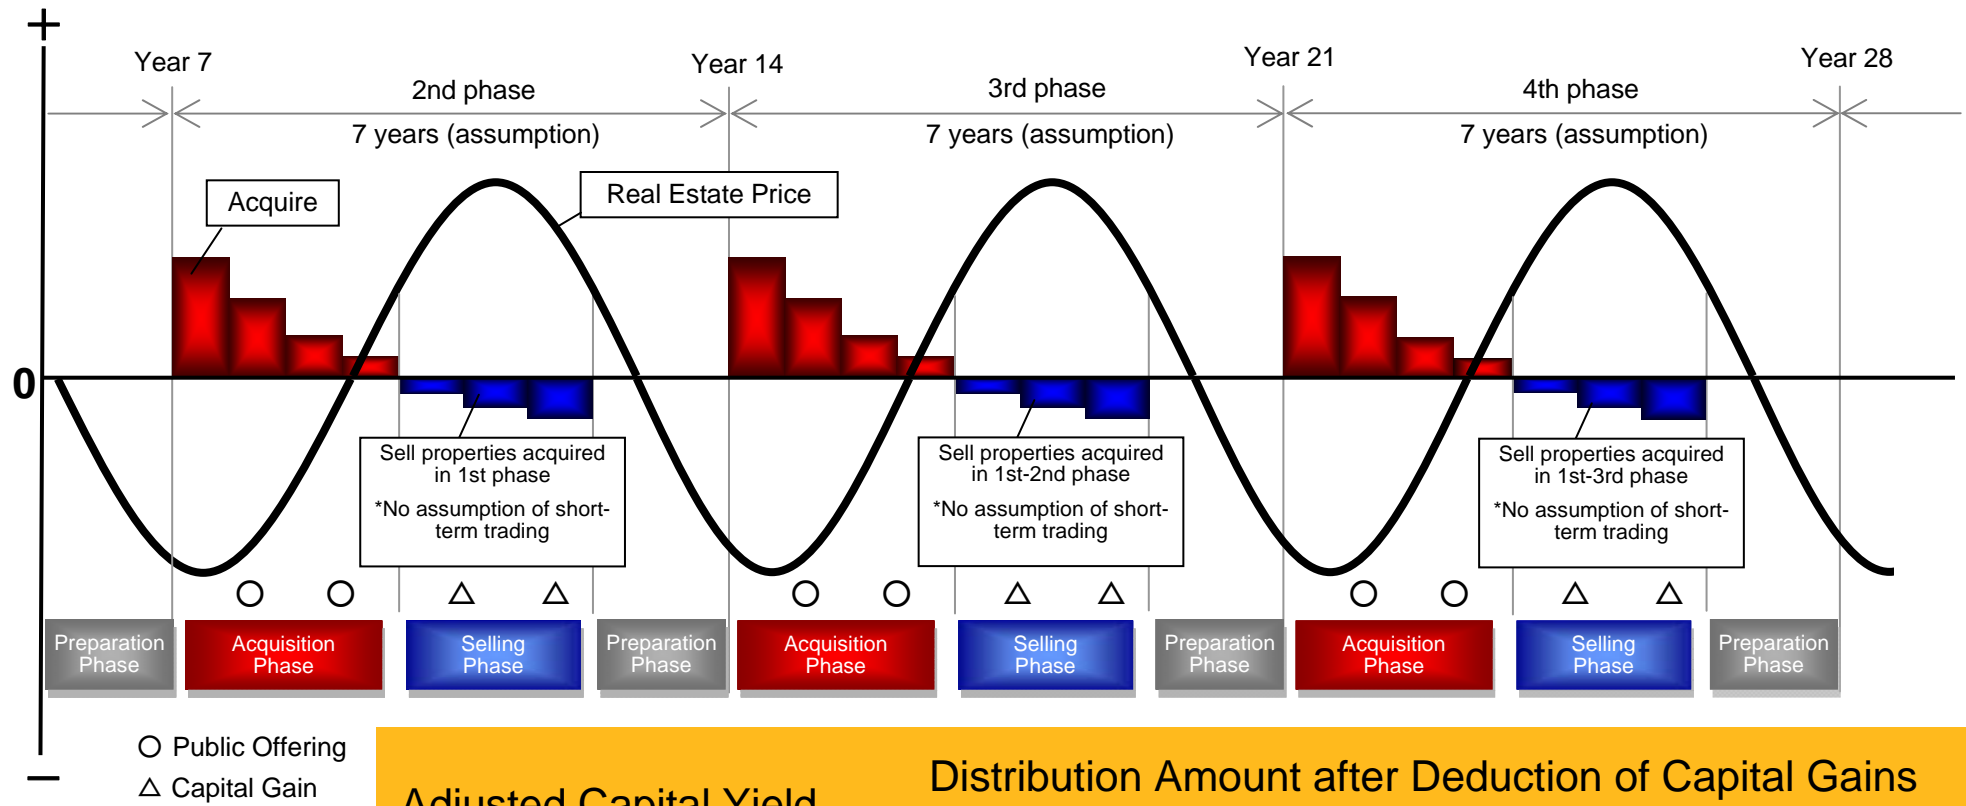 +
Year 7
Year 14
Year 21
Year 28
2nd phase
3rd phase
4th phase
7 years (assumption)
7 years (assumption)
7 years (assumption)
Acquire
Real Estate Price
0
Sell properties acquired
in 1st phase
*No assumption of short-
term trading
Sell properties acquired
in 1st-2nd phase
*No assumption of short-
term trading
Sell properties acquired
in 1st-3rd phase
*No assumption of short-
term trading
Preparation
Phase
Acquisition
Phase
Selling
Phase
Preparation
Phase
Acquisition
Phase
Selling
Phase
Preparation
Phase
Acquisition
Phase
Selling
Phase
Preparation
Phase
–
○ Public Offering
△ Capital Gain
Adjusted Capital Yield
Distribution Amount after Deduction of Capital Gains